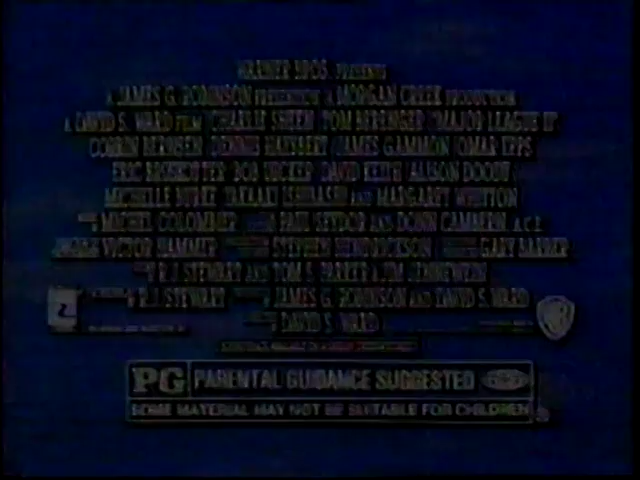 WARNER BROS. PRESENTS
A JAMES G. ROBINSON PRESENTATION A MORGAN CREEK PRODUCTION
A DAVID S. WARD FILM CHARLIE SHEEN TOM BERENGER "MAJOR LEAGUE II"
CORBIN BERNSEN DENNIS HAYSBERT JAMES GAMMON OMAR EPPS
ERIC BRUSKOTTER BOB UECKER DAVID KEITH ALISON DOODY
MICHELLE BURKE TAKAAKI ISHIBASHI AND MARGARET WHITTON
MICHEL COLOMBIER PAUL SEYDOR AND DONN CAMBERN A.C.E.
VICTOR HAMMER STEPHEN HENDRICKSON GARY BARBER
R.J. STEWART AND TOM S. PARKER & JIM JENNEWEIN
R.J. STEWART JAMES G. ROBINSON AND DAVID S. WARD
DAVID S. WARD
PG PARENTAL GUIDANCE SUGGESTED
SOME MATERIAL MAY NOT BE SUITABLE FOR CHILDREN